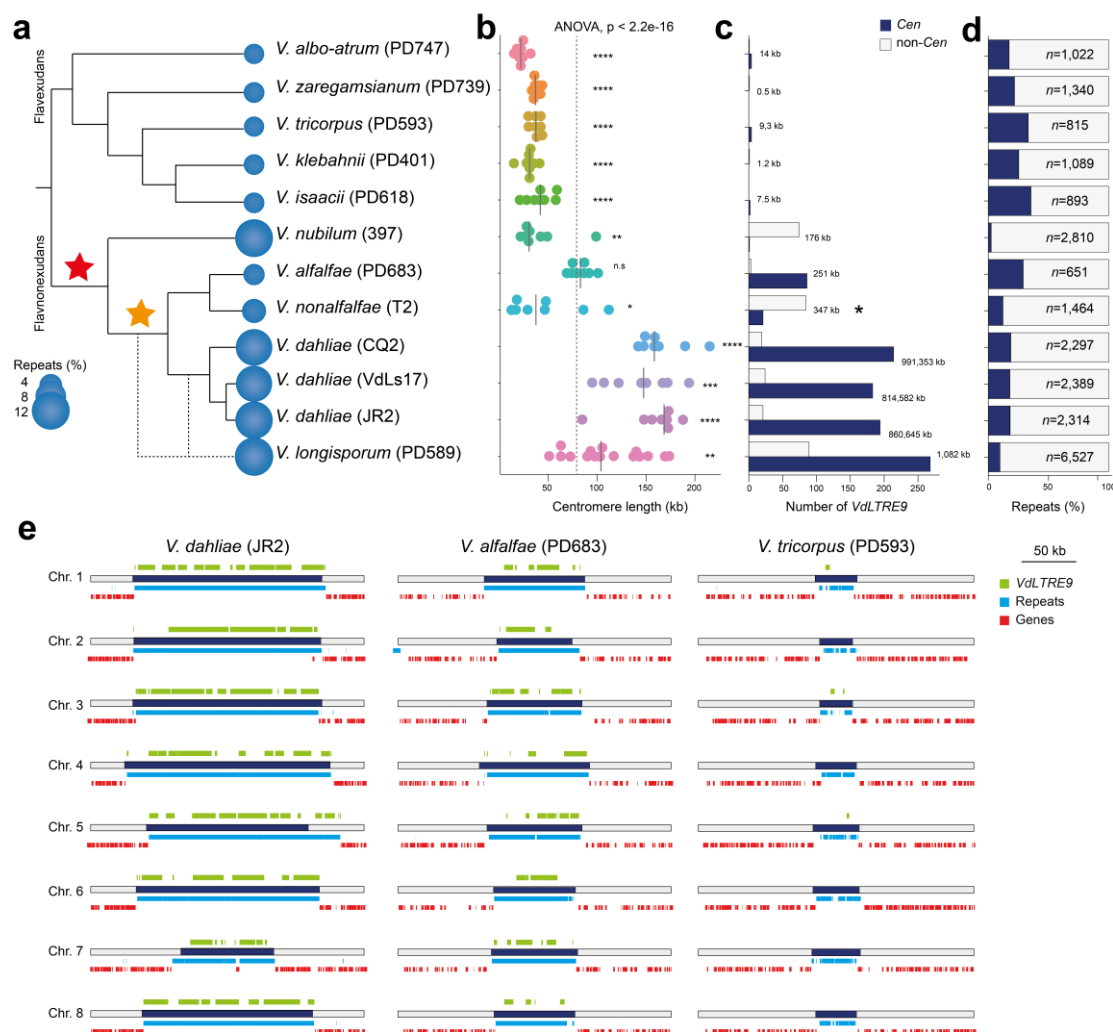 a
Flavexudans
Flavnonexudans
V. albo-atrum (PD747)
V. zaregamsianum (PD739)
V. tricorpus (PD593)
V. klebahnii (PD401)
V. isaacii (PD618)
V. nubilum (397)
V. alfalfae (PD683)
V. nonalfalfae (T2)
V. dahliae (CQ2)
V. dahliae (VdLs17)
V. dahliae (JR2)
V. longisporum (PD589)
Repeats (%)
4
8
12
b
ANOVA, p < 2.2e-16
****
****
****
****
****
**
n.s
*
****
***
****
**
50 100 150 200
Centromere length (kb)
c
Cen
non-Cen
14 kb
0.5 kb
9,3 kb
1.2 kb
7.5 kb
176 kb
251 kb
347 kb *
991,353 kb
814,582 kb
860,645 kb
1,082 kb
0 50 100 150 200 250
Number of VdLTRE9
d
n=1,022
n=1,340
n=815
n=1,089
n=893
n=2,810
n=651
n=1,464
n=2,297
n=2,389
n=2,314
n=6,527
0 50 100
Repeats (%)
e
V. dahliae (JR2) V. alfalfae (PD683) V. tricorpus (PD593)
50 kb
VdLTRE9
Repeats
Genes
Chr. 1
Chr. 2
Chr. 3
Chr. 4
Chr. 5
Chr. 6
Chr. 7
Chr. 8